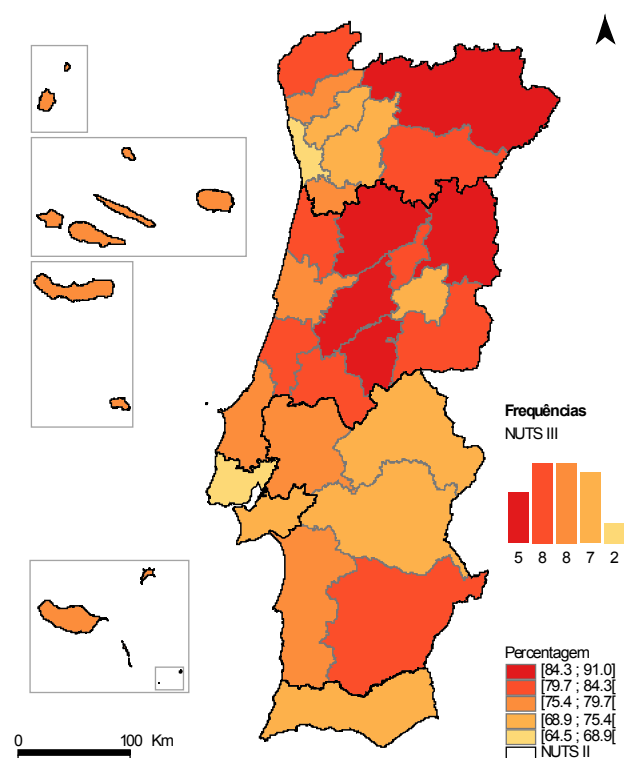 Frequências
NUTS III
5 8 8 7 2
Percentagem
[84.3 ; 91.0]
[79.7 ; 84.3[
[75.4 ; 79.7[
[68.9 ; 75.4[
[64.5 ; 68.9[
NUTS II
0 100 Km